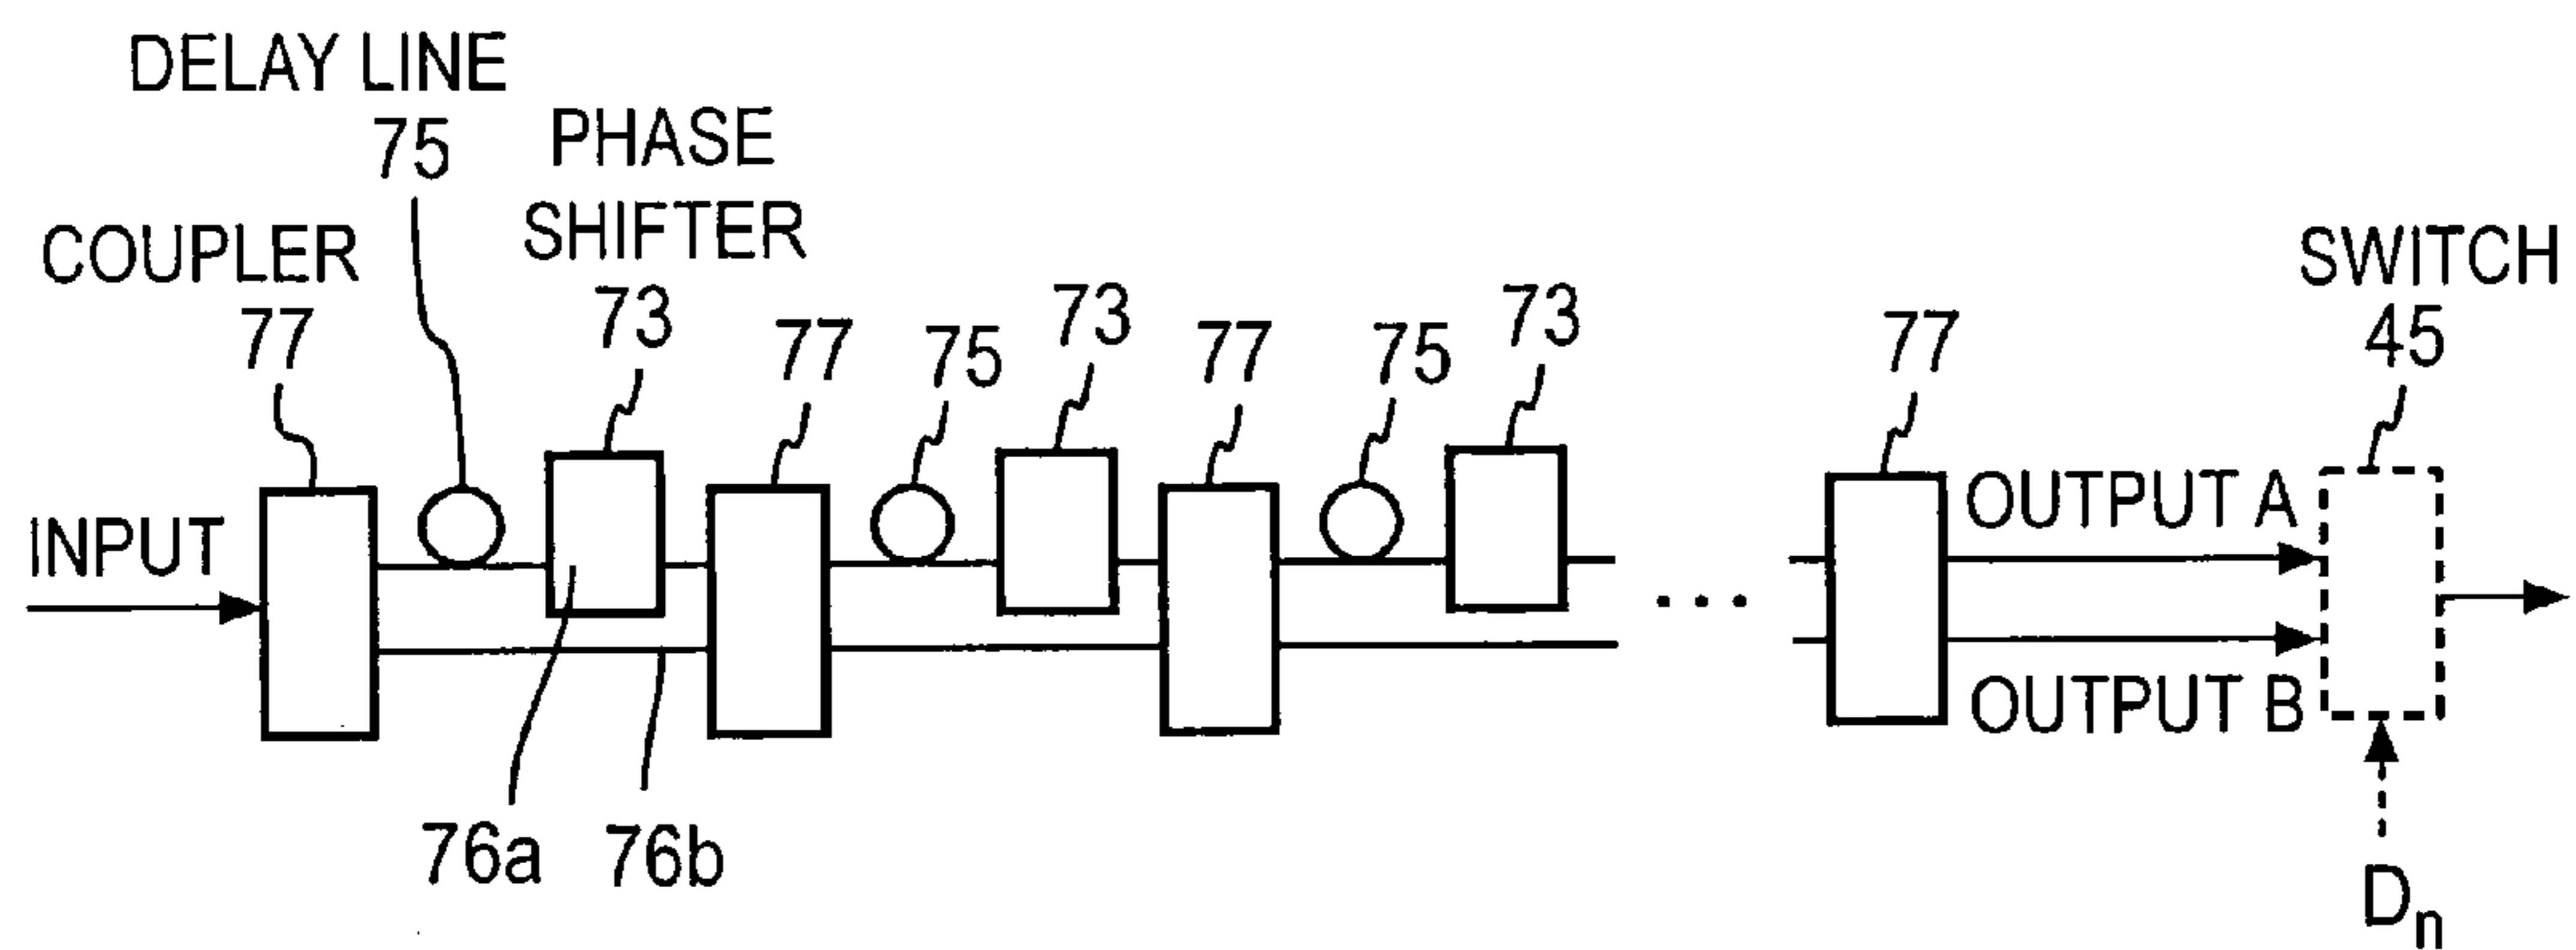 DELAY LINE
75
PHASE
SHIFTER
73
COUPLER
77
77
75
73
77
75
73
77
SWITCH
45
INPUT
OUTPUT A
OUTPUT B
...
76a
76b
Dn